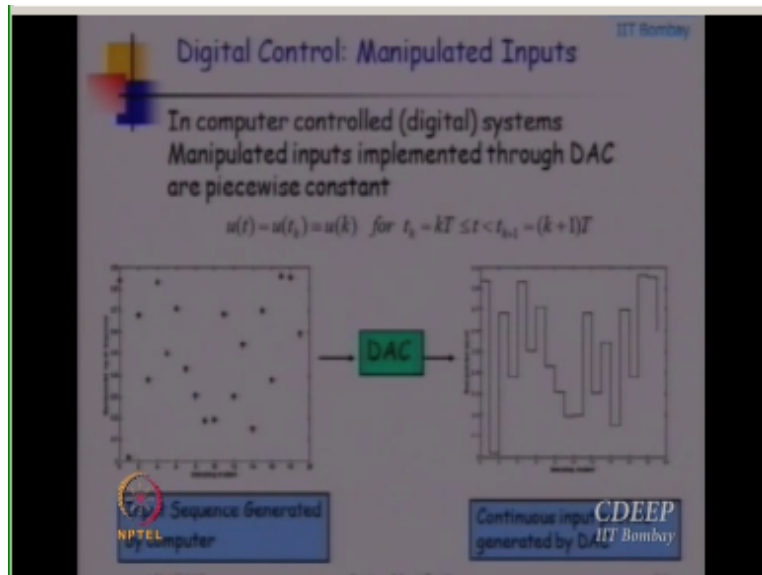 IIT Bombay
Digital Control: Manipulated Inputs
In computer controlled (digital) systems
Manipulated inputs implemented through DAC
are piecewise constant
u(t) = u(t_k) ≡ u(k) for t_k = kT ≤ t < t_{k+1} = (k+1)T
DAC
Sequence Generated
by computer
Continuous input
generated by DAC
NPTEL
CDEEP
IIT Bombay